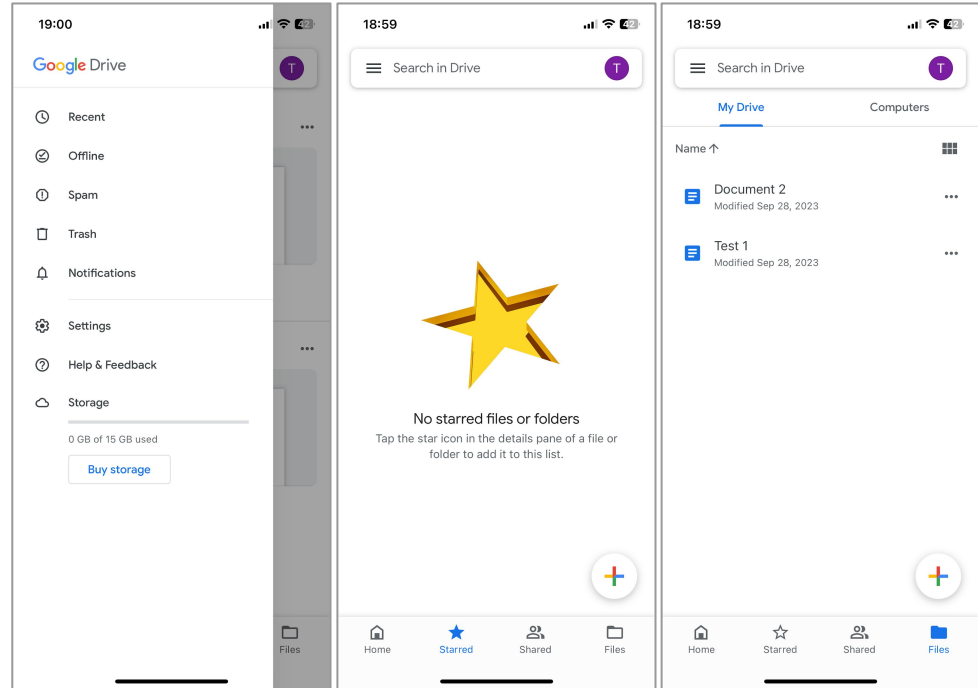 19:00
42
Google Drive
T
Recent
Offline
Spam
Trash
Notifications
Settings
Help & Feedback
Storage
0 GB of 15 GB used
Buy storage
Files
18:59
42
Search in Drive
T
No starred files or folders
Tap the star icon in the details pane of a file or
folder to add it to this list.
Home
Starred
Shared
Files
18:59
42
Search in Drive
T
My Drive
Computers
Name
Document 2
Modified Sep 28, 2023
Test 1
Modified Sep 28, 2023
Home
Starred
Shared
Files